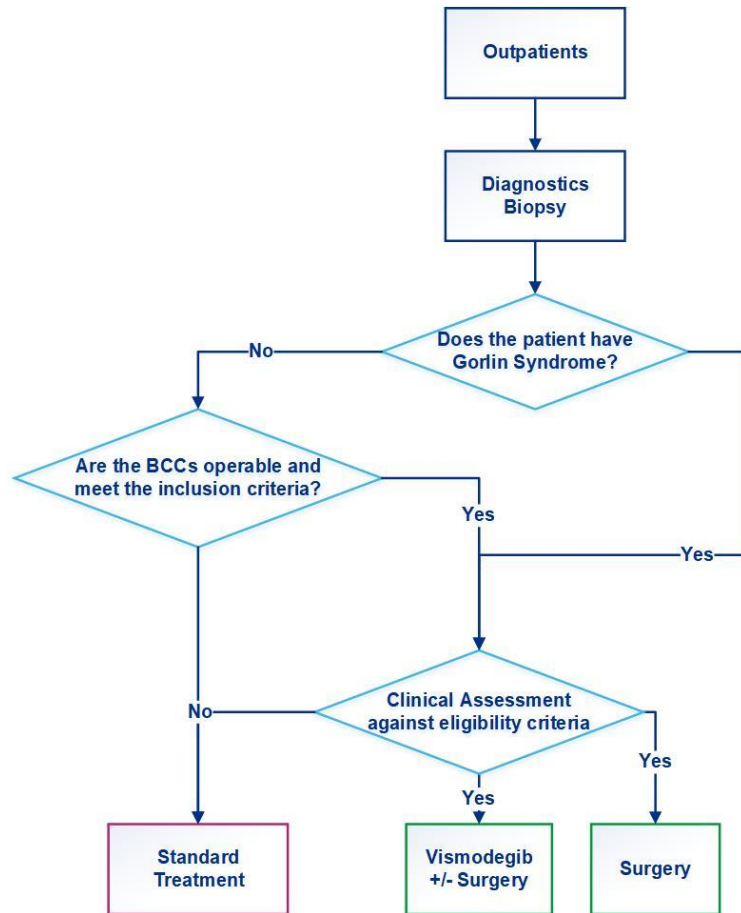 Outpatients
Diagnostics
Biopsy
Does the patient have
Gorlin Syndrome?
No
Are the BCCs operable and
meet the inclusion criteria?
Yes
Yes
Clinical Assessment
against eligibility criteria
No
Yes
Yes
Standard
Treatment
Vismodegib
+/- Surgery
Surgery